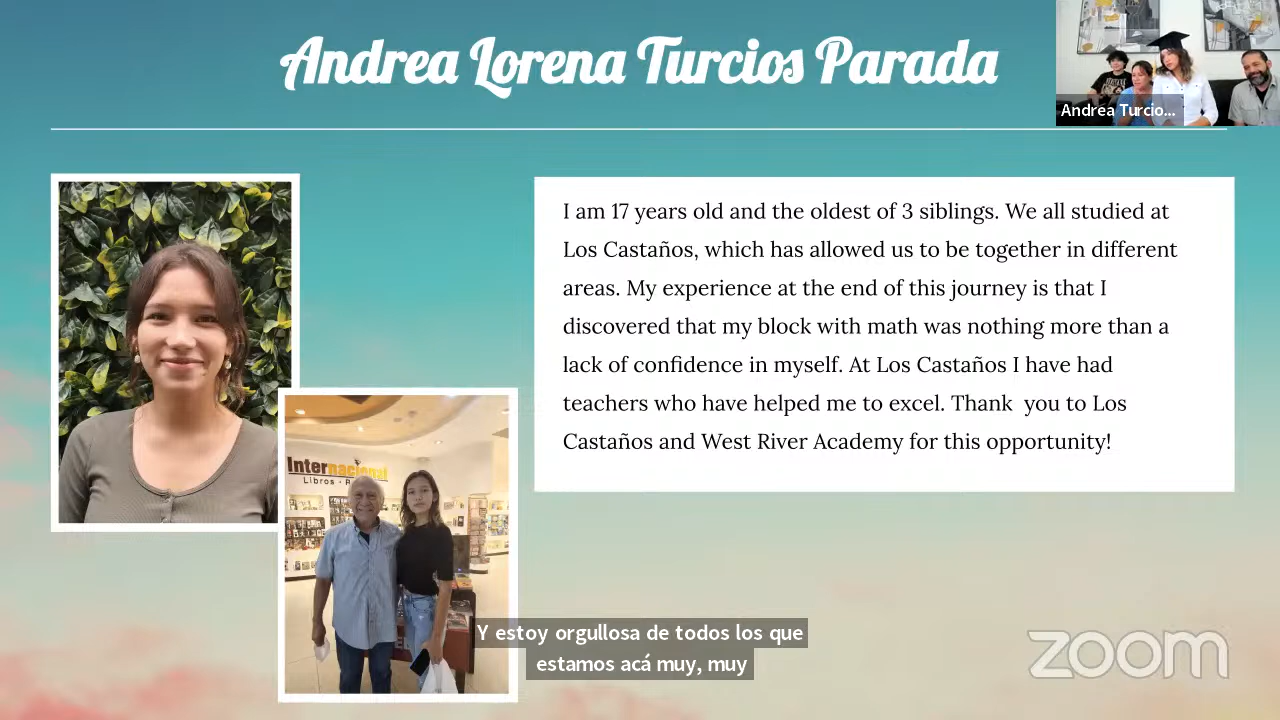 Andrea Lorena Turcios Parada
Andrea Turcio...
I am 17 years old and the oldest of 3 siblings. We all studied at
Los Castaños, which has allowed us to be together in different
areas. My experience at the end of this journey is that I
discovered that my block with math was nothing more than a
lack of confidence in myself. At Los Castaños I have had
teachers who have helped me to excel. Thank  you to Los
Castaños and West River Academy for this opportunity!
Internacional
Libros
Y estoy orgullosa de todos los que
estamos acá muy, muy
zoom